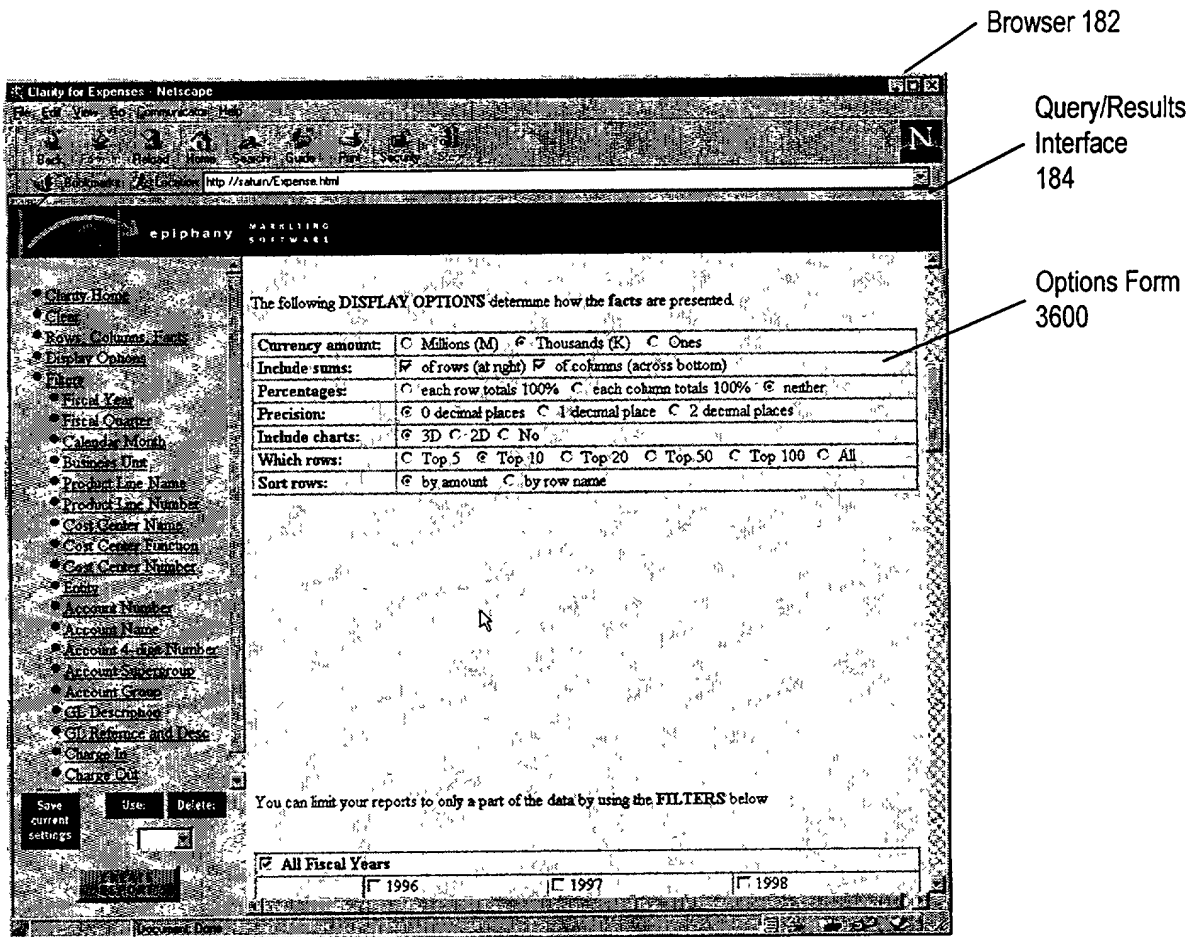 Browser 182
Clarity for Expenses - Netscape
File Edit View Go Communicator Help
Back Reload Home Search Guide Print Security
N
Bookmarks Location: http //saturn/Expense.html
Query/Results
Interface
184
epiphany MARKETING
SOFTWARE
Clarity Home
Clear
Rows, Columns, Facts
Display Options
Filters
Fiscal Year
Fiscal Quarter
Calendar Month
Business Unit
Product Line Name
Product Line Number
Cost Center Name
Cost Center Function
Cost Center Number
Entity
Account Number
Account Name
Account 4-digit Number
Account Supergroup
Account Group
GL Description
GL Refernce and Desc
Charge In
Charge Out
Save
current
settings
Use:
Delete:
CREATE
REPORT
The following DISPLAY OPTIONS determine how the facts are presented.
Options Form
3600
Currency amount: Millions (M) Thousands (K) Ones
Include sums: of rows (at right) of columns (across bottom)
Percentages: each row totals 100% each column totals 100% neither
Precision: 0 decimal places 1 decimal place 2 decimal places
Include charts: 3D 2D No
Which rows: Top 5 Top 10 Top 20 Top 50 Top 100 All
Sort rows: by amount by row name
You can limit your reports to only a part of the data by using the FILTERS below
All Fiscal Years
1996 1997 1998
Document Done